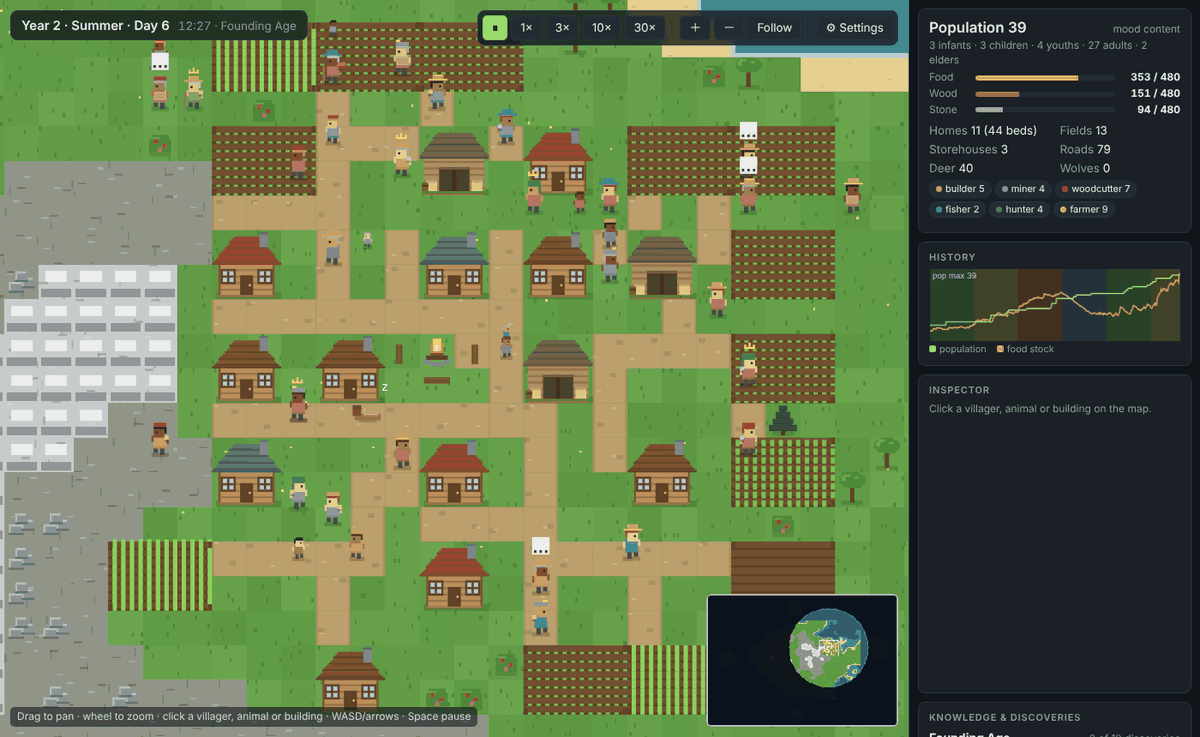 Year 2 · Summer · Day 6 12:27 · Founding Age
1× 3× 10× 30× + − Follow ⚙ Settings
Population 39 mood content
3 infants · 3 children · 4 youths · 27 adults · 2
elders
Food 353 / 480
Wood 151 / 480
Stone 94 / 480
Homes 11 (44 beds) Fields 13
Storehouses 3 Roads 79
Deer 40 Wolves 0
builder 5 miner 4 woodcutter 7
fisher 2 hunter 4 farmer 9
HISTORY
pop max 39
population food stock
INSPECTOR
Click a villager, animal or building on the map.
z
Drag to pan · wheel to zoom · click a villager, animal or building · WASD/arrows · Space pause
KNOWLEDGE & DISCOVERIES
Founding Age